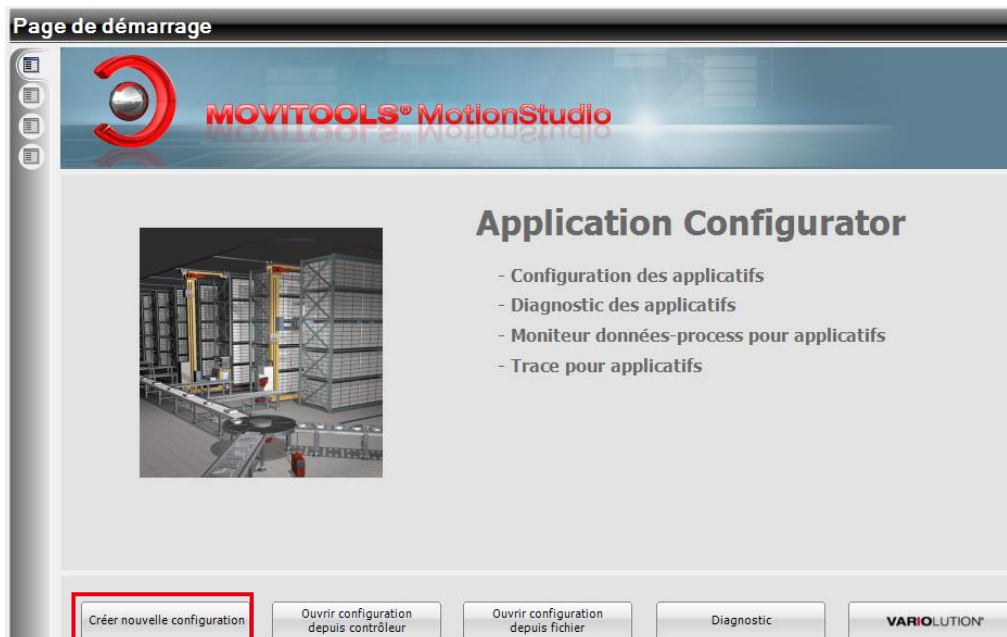 Page de démarrage
MOVITOOLS® MotionStudio
Application Configurator
- Configuration des applicatifs
- Diagnostic des applicatifs
- Moniteur données-process pour applicatifs
- Trace pour applicatifs
Créer nouvelle configuration
Ouvrir configuration
depuis contrôleur
Ouvrir configuration
depuis fichier
Diagnostic
VARIOLUTION®